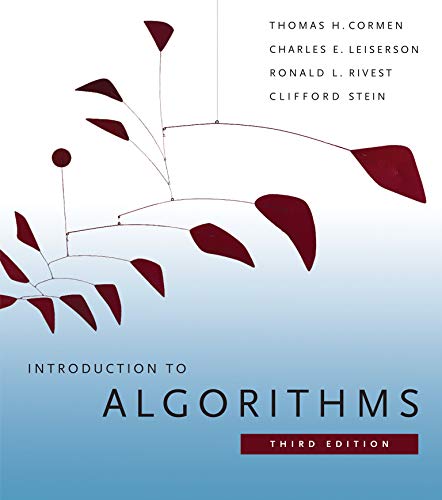 THOMAS H. CORMEN
CHARLES E. LEISERSON
RONALD L. RIVEST
CLIFFORD STEIN
INTRODUCTION TO
ALGORITHMS
THIRD EDITION